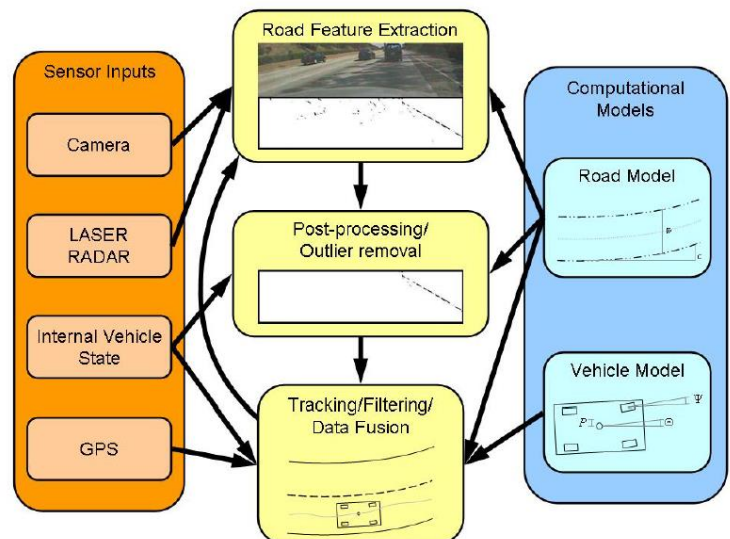 Road Feature Extraction
Sensor Inputs
Camera
LASER
RADAR
Internal Vehicle
State
GPS
Post-processing/
Outlier removal
Tracking/Filtering/
Data Fusion
Computational
Models
Road Model
C
Vehicle Model
P
Θ
Ψ